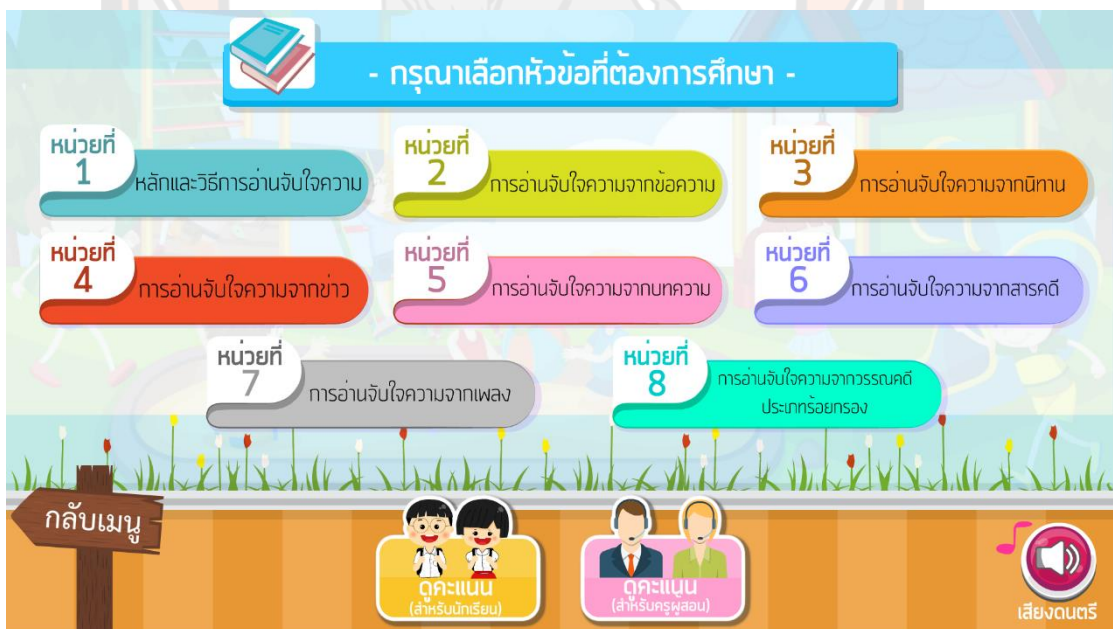 - กรุณาเลือกหัวข้อที่ต้องการศึกษา -
หน่วยที่
1
หลักและวิธีการอ่านจับใจความ
หน่วยที่
2
การอ่านจับใจความจากข้อความ
หน่วยที่
3
การอ่านจับใจความจากนิทาน
หน่วยที่
4
การอ่านจับใจความจากข่าว
หน่วยที่
5
การอ่านจับใจความจากบทความ
หน่วยที่
6
การอ่านจับใจความจากสารคดี
หน่วยที่
7
การอ่านจับใจความจากเพลง
หน่วยที่
8
การอ่านจับใจความจากวรรณคดี
ประเภทร้อยกรอง
กลับเมนู
ดูคะแนน
(สำหรับนักเรียน)
ดูคะแนน
(สำหรับครูผู้สอน)
เสียงดนตรี